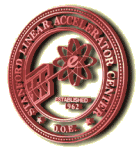 STANFORD LINEAR ACCELERATOR CENTER
ESTABLISHED
1962
D.O.E.